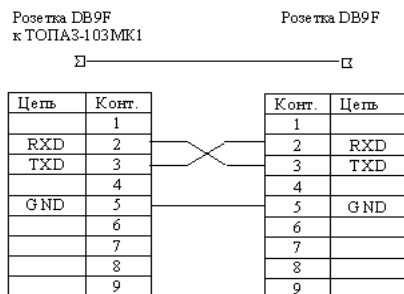 Розетка DB9F
к ТОПАЗ-103МК1
Розетка DB9F
Цепь Конт.
1
RXD 2
TXD 3
4
GND 5
6
7
8
9
Конт. Цепь
1
2 RXD
3 TXD
4
5 GND
6
7
8
9